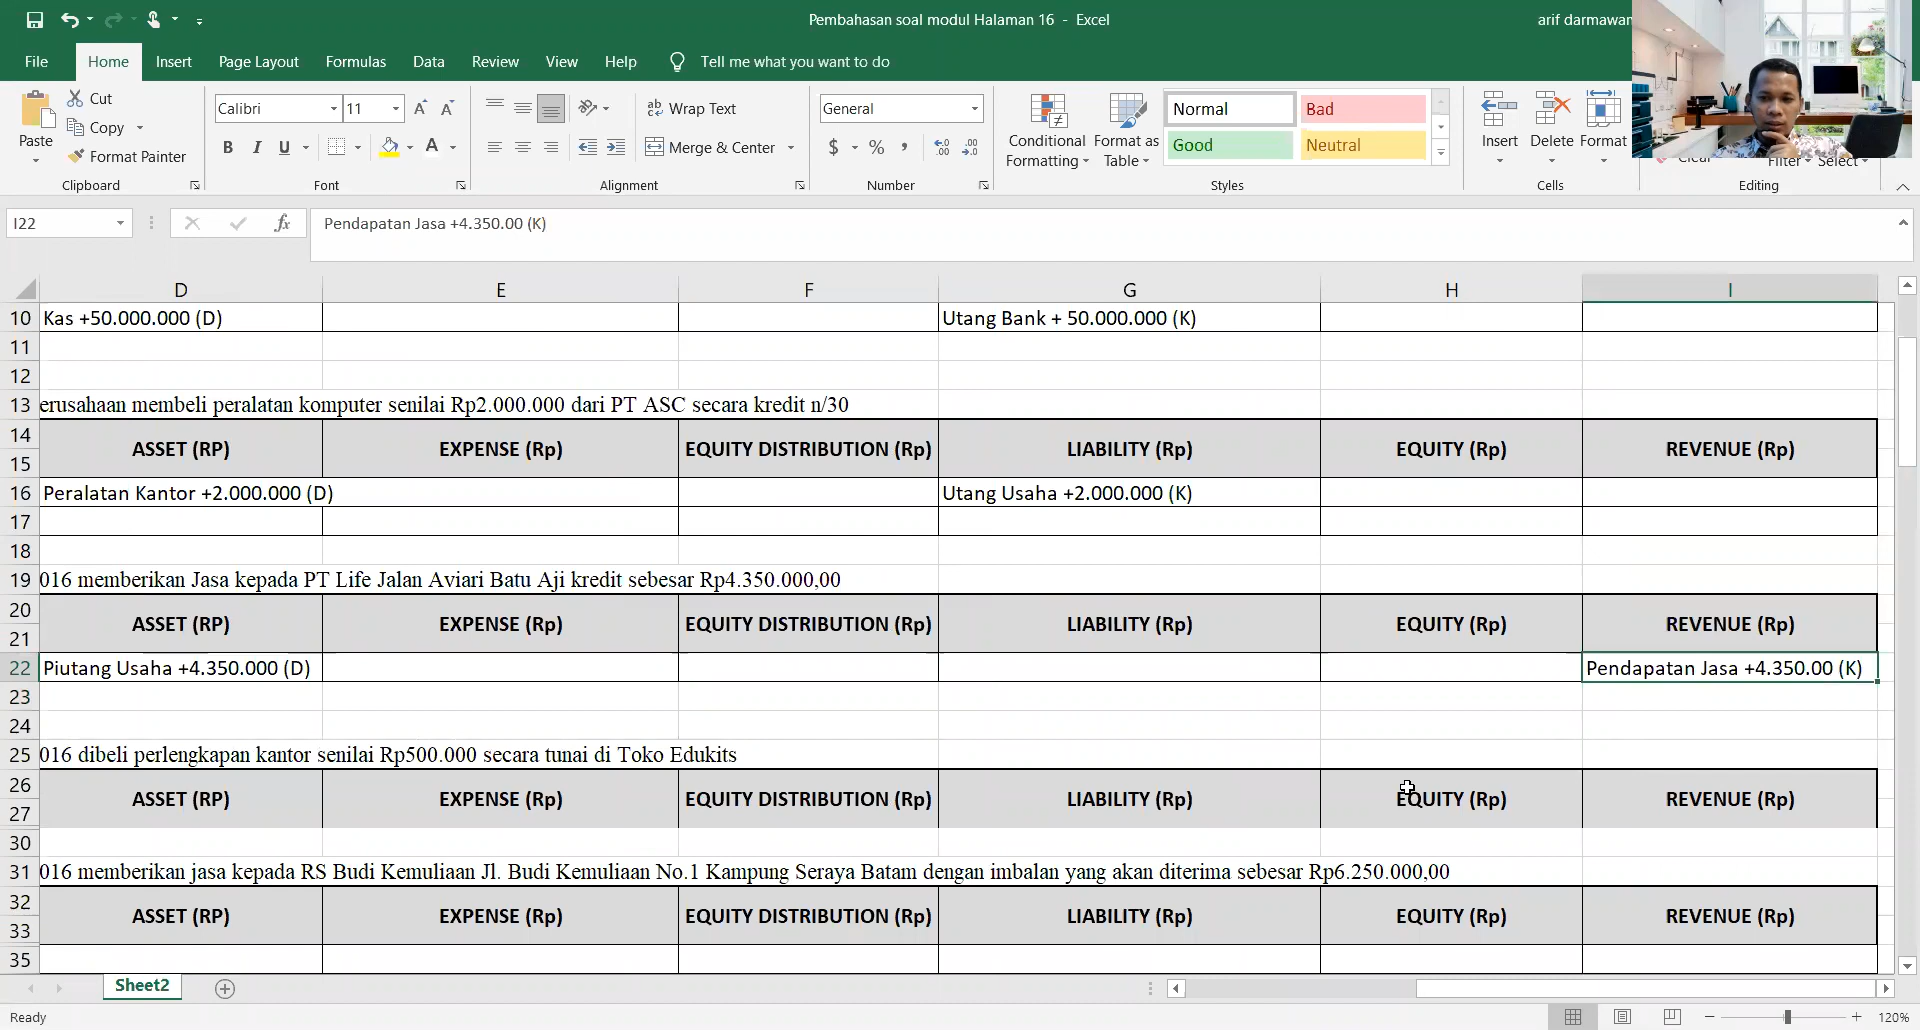 Pembahasan soal modul Halaman 16 - Excel
arif darmawan
File Home Insert Page Layout Formulas Data Review View Help Tell me what you want to do
Paste
Cut
Copy
Format Painter
Clipboard
Calibri 11
B I U
Font
Wrap Text
Merge & Center
Alignment
General
$ % ,
Number
Conditional Formatting
Format as Table
Normal Bad
Good Neutral
Styles
Insert Delete Format
Cells
Clear
Filter Select
Editing
I22 fx Pendapatan Jasa +4.350.00 (K)
D E F G H I
10 Kas +50.000.000 (D) Utang Bank + 50.000.000 (K)
11
12
13 erusahaan membeli peralatan komputer senilai Rp2.000.000 dari PT ASC secara kredit n/30
14 ASSET (RP) EXPENSE (Rp) EQUITY DISTRIBUTION (Rp) LIABILITY (Rp) EQUITY (Rp) REVENUE (Rp)
15
16 Peralatan Kantor +2.000.000 (D) Utang Usaha +2.000.000 (K)
17
18
19 016 memberikan Jasa kepada PT Life Jalan Aviari Batu Aji kredit sebesar Rp4.350.000,00
20 ASSET (RP) EXPENSE (Rp) EQUITY DISTRIBUTION (Rp) LIABILITY (Rp) EQUITY (Rp) REVENUE (Rp)
21
22 Piutang Usaha +4.350.000 (D) Pendapatan Jasa +4.350.00 (K)
23
24
25 016 dibeli perlengkapan kantor senilai Rp500.000 secara tunai di Toko Edukits
26 ASSET (RP) EXPENSE (Rp) EQUITY DISTRIBUTION (Rp) LIABILITY (Rp) EQUITY (Rp) REVENUE (Rp)
27
30
31 016 memberikan jasa kepada RS Budi Kemuliaan Jl. Budi Kemuliaan No.1 Kampung Seraya Batam dengan imbalan yang akan diterima sebesar Rp6.250.000,00
32 ASSET (RP) EXPENSE (Rp) EQUITY DISTRIBUTION (Rp) LIABILITY (Rp) EQUITY (Rp) REVENUE (Rp)
33
35
Sheet2
Ready 120%